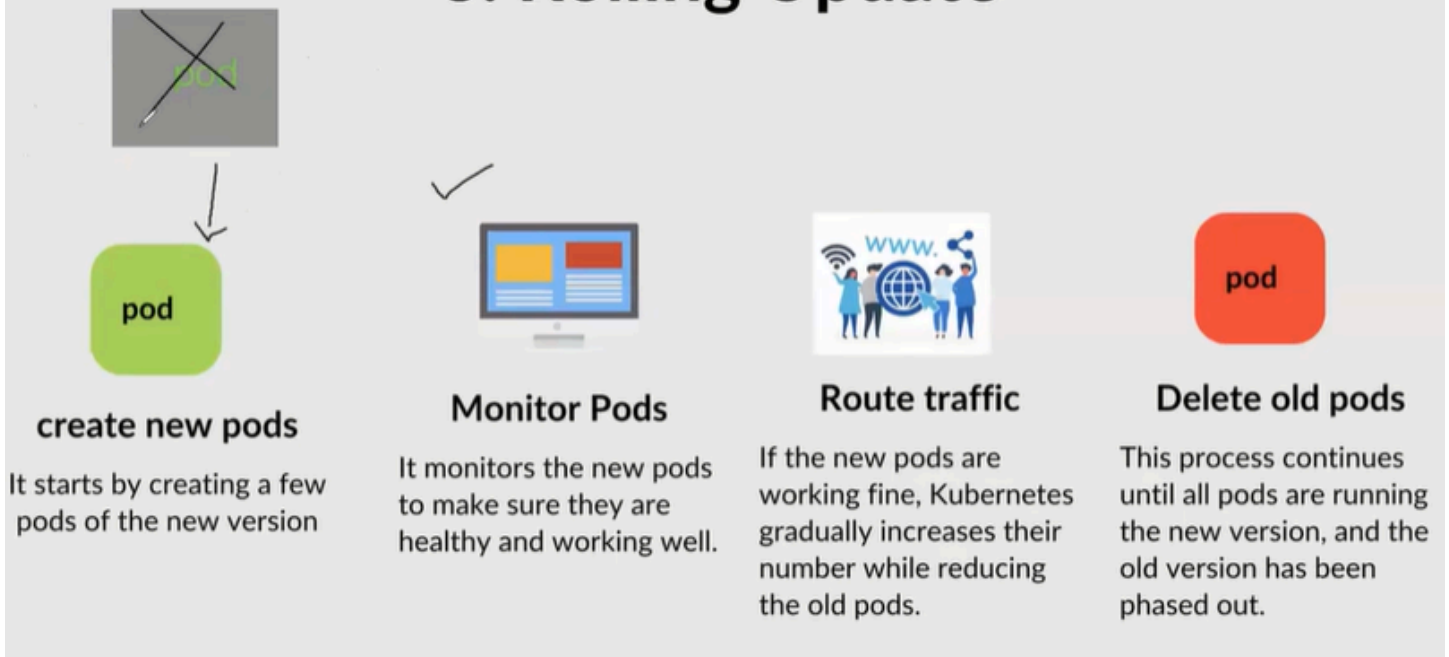 Rolling Update
pod
pod
create new pods
It starts by creating a few
pods of the new version
Monitor Pods
It monitors the new pods
to make sure they are
healthy and working well.
www.
Route traffic
If the new pods are
working fine, Kubernetes
gradually increases their
number while reducing
the old pods.
pod
Delete old pods
This process continues
until all pods are running
the new version, and the
old version has been
phased out.